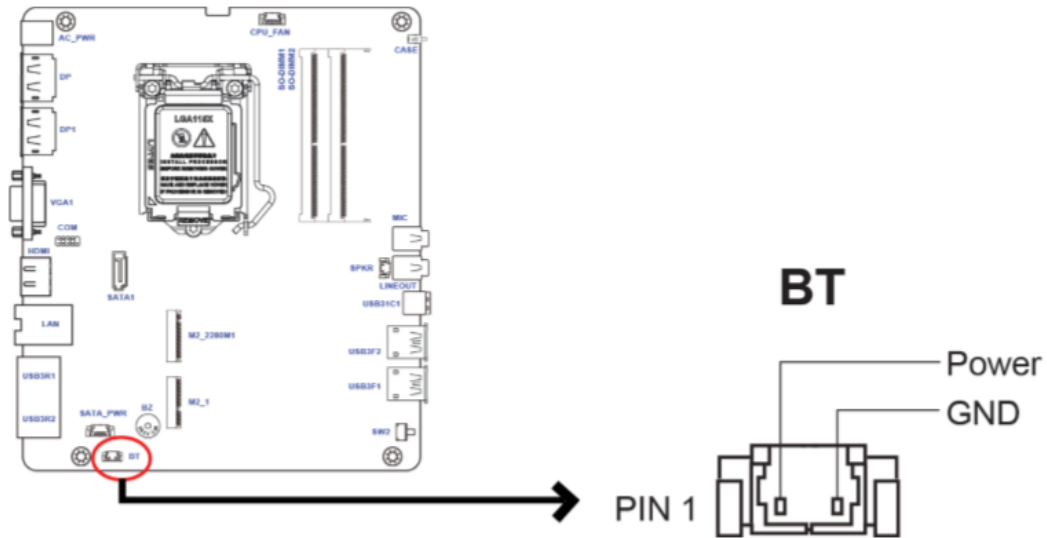 AC_PWR
CPU_FAN
CASE
DP
SO-DIMM1
SO-DIMM2
LGA115X
DP1
REMOVE
VGA1
MIC
COM
HDMI
SPKR
SATA1
LINEOUT
USB31C1
LAN
M2_2280M1
USB3F2
USB3R1
USB3F1
M2_1
SATA_PWR
BZ
USB3R2
SW2
BT
BT
Power
GND
PIN 1